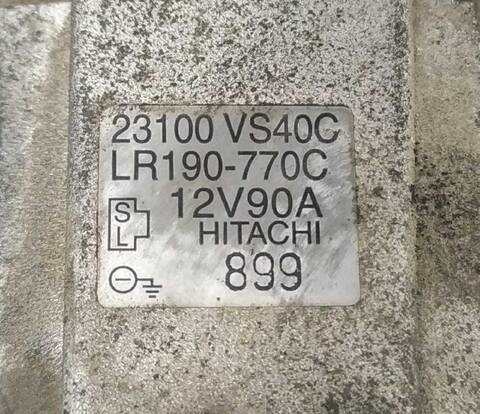 23100 VS40C
LR190-770C
12V90A
S
L
HITACHI
899